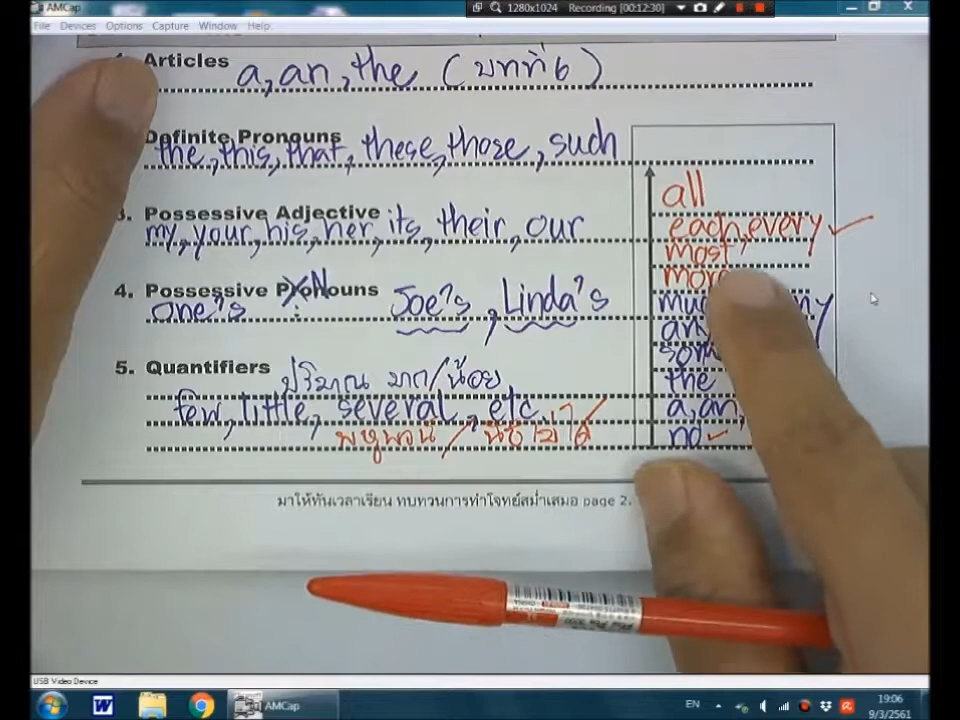 AMCap
1280x1024 Recording [00:12:30]
File Devices Options Capture Window Help
Articles a, an, the (บทที่ 6)
Definite Pronouns
the, this, that, these, those, such
3. Possessive Adjective
my, your, his, her, its, their, our
4. Possessive Pronouns N
one's Joe's, Linda's
5. Quantifiers ปริมาณ มาก/น้อย
few, little, several, etc.
พหูพจน์ /
all
each, every
most
more
the
a, an,
no
มาให้ทันเวลาเรียน ทบทวนการทำโจทย์สม่ำเสมอ page 2.
USB Video Device
AMCap
EN
19:06
9/3/2561